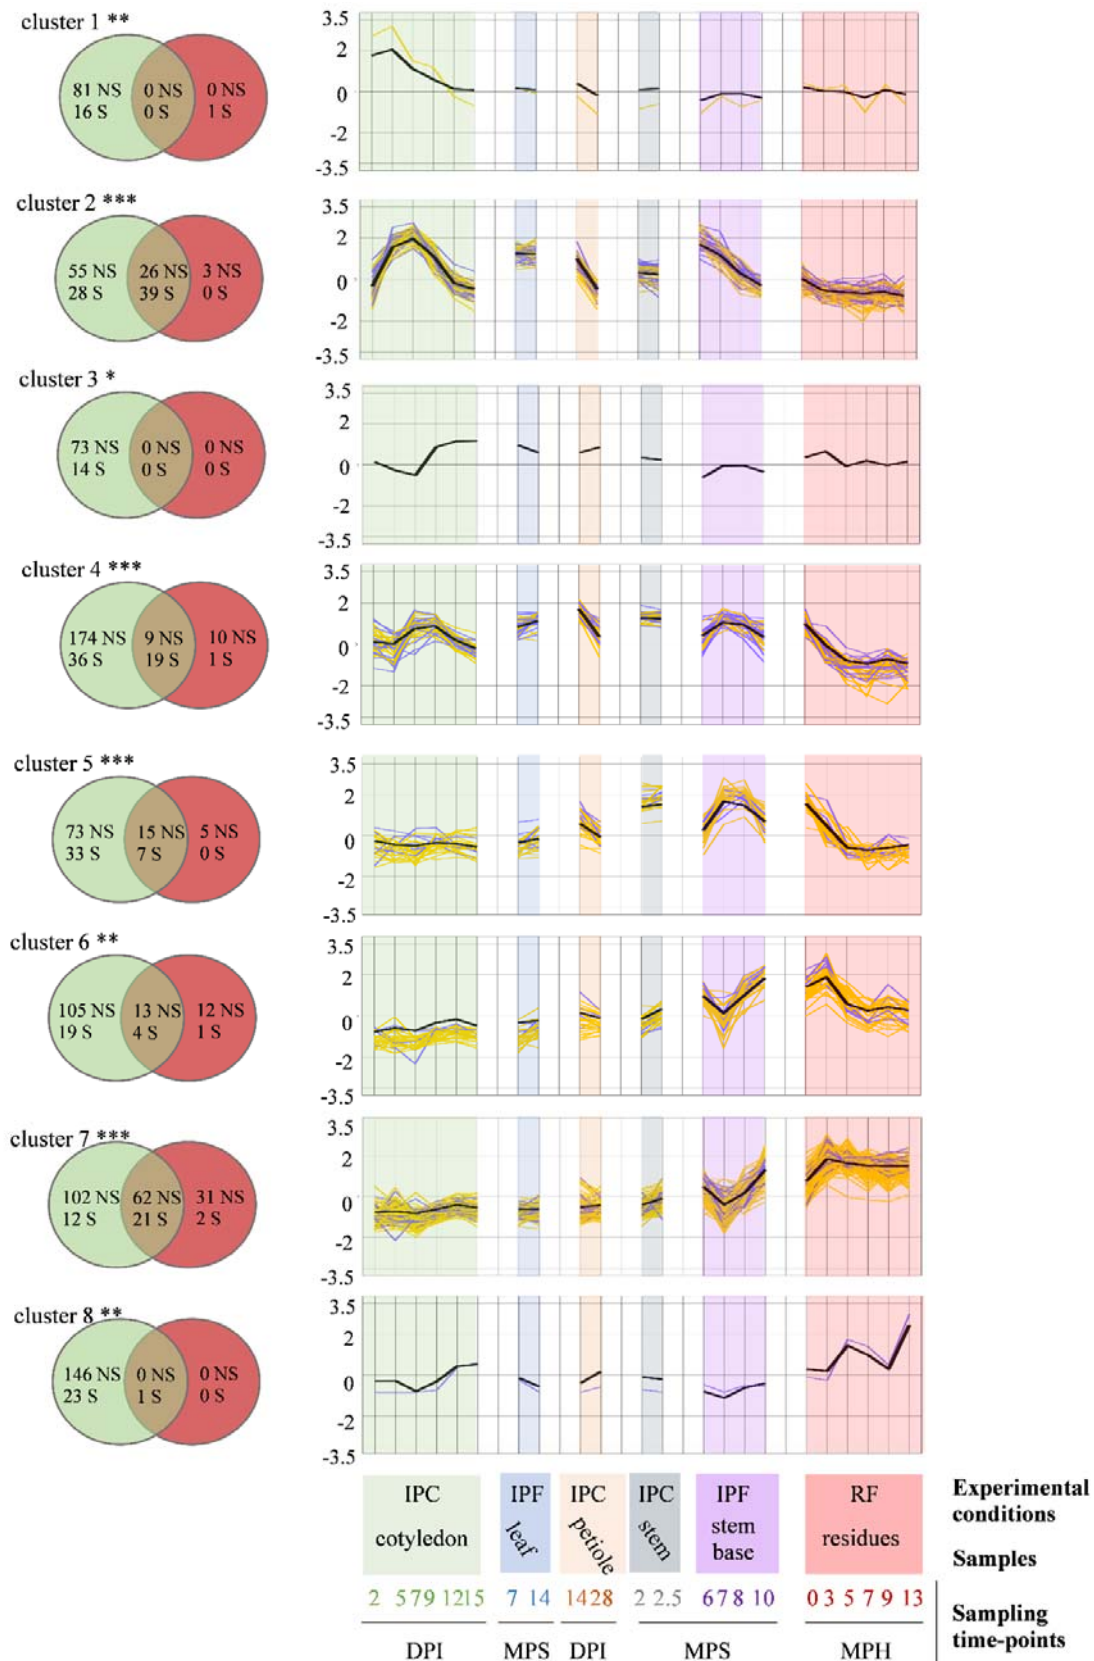 cluster 1 **
81 NS 0 NS 0 NS
16 S 0 S 1 S
3.5
2
0
-2
-3.5
cluster 2 ***
55 NS 26 NS 3 NS
28 S 39 S 0 S
3.5
2
0
-2
-3.5
cluster 3 *
73 NS 0 NS 0 NS
14 S 0 S 0 S
3.5
2
0
-2
-3.5
cluster 4 ***
174 NS 9 NS 10 NS
36 S 19 S 1 S
3.5
2
0
-2
-3.5
cluster 5 ***
73 NS 15 NS 5 NS
33 S 7 S 0 S
3.5
2
0
-2
-3.5
cluster 6 **
105 NS 13 NS 12 NS
19 S 4 S 1 S
3.5
2
0
-2
-3.5
cluster 7 ***
102 NS 62 NS 31 NS
12 S 21 S 2 S
3.5
2
0
-2
-3.5
cluster 8 **
146 NS 0 NS 0 NS
23 S 1 S 0 S
3.5
2
0
-2
-3.5
IPC IPF IPC IPC IPF RF
cotyledon leaf petiole stem stem base residues
Experimental
conditions
Samples
2 5 7 9 12 15 7 14 14 28 2 2.5 6 7 8 10 0 3 5 7 9 13
DPI MPS DPI MPS MPH
Sampling
time-points